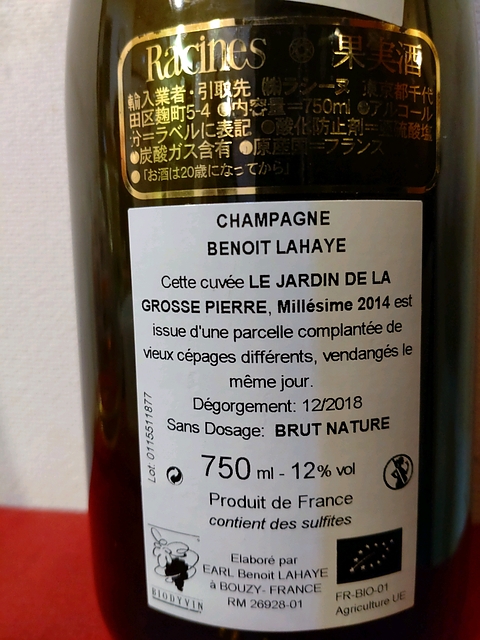 Racines 果実酒
輸入業者・引取先 ㈱ラシーヌ 東京都千代
田区麹町5-4 ●内容量=750ml ●アルコール
分=ラベルに表記 ●酸化防止剤=亜硫酸塩
●炭酸ガス含有 ●原産国=フランス
●「お酒は20歳になってから」
CHAMPAGNE
BENOIT LAHAYE
Cette cuvée LE JARDIN DE LA
GROSSE PIERRE, Millésime 2014 est
issue d'une parcelle complantée de
vieux cépages différents, vendangés le
même jour.
Dégorgement: 12/2018
Sans Dosage: BRUT NATURE
Lot: 0115511877
750 ml - 12% vol
Produit de France
contient des sulfites
Elaboré par
EARL Benoit LAHAYE
à BOUZY- FRANCE
RM 26928-01
BIODYVIN
FR-BIO-01
Agriculture UE